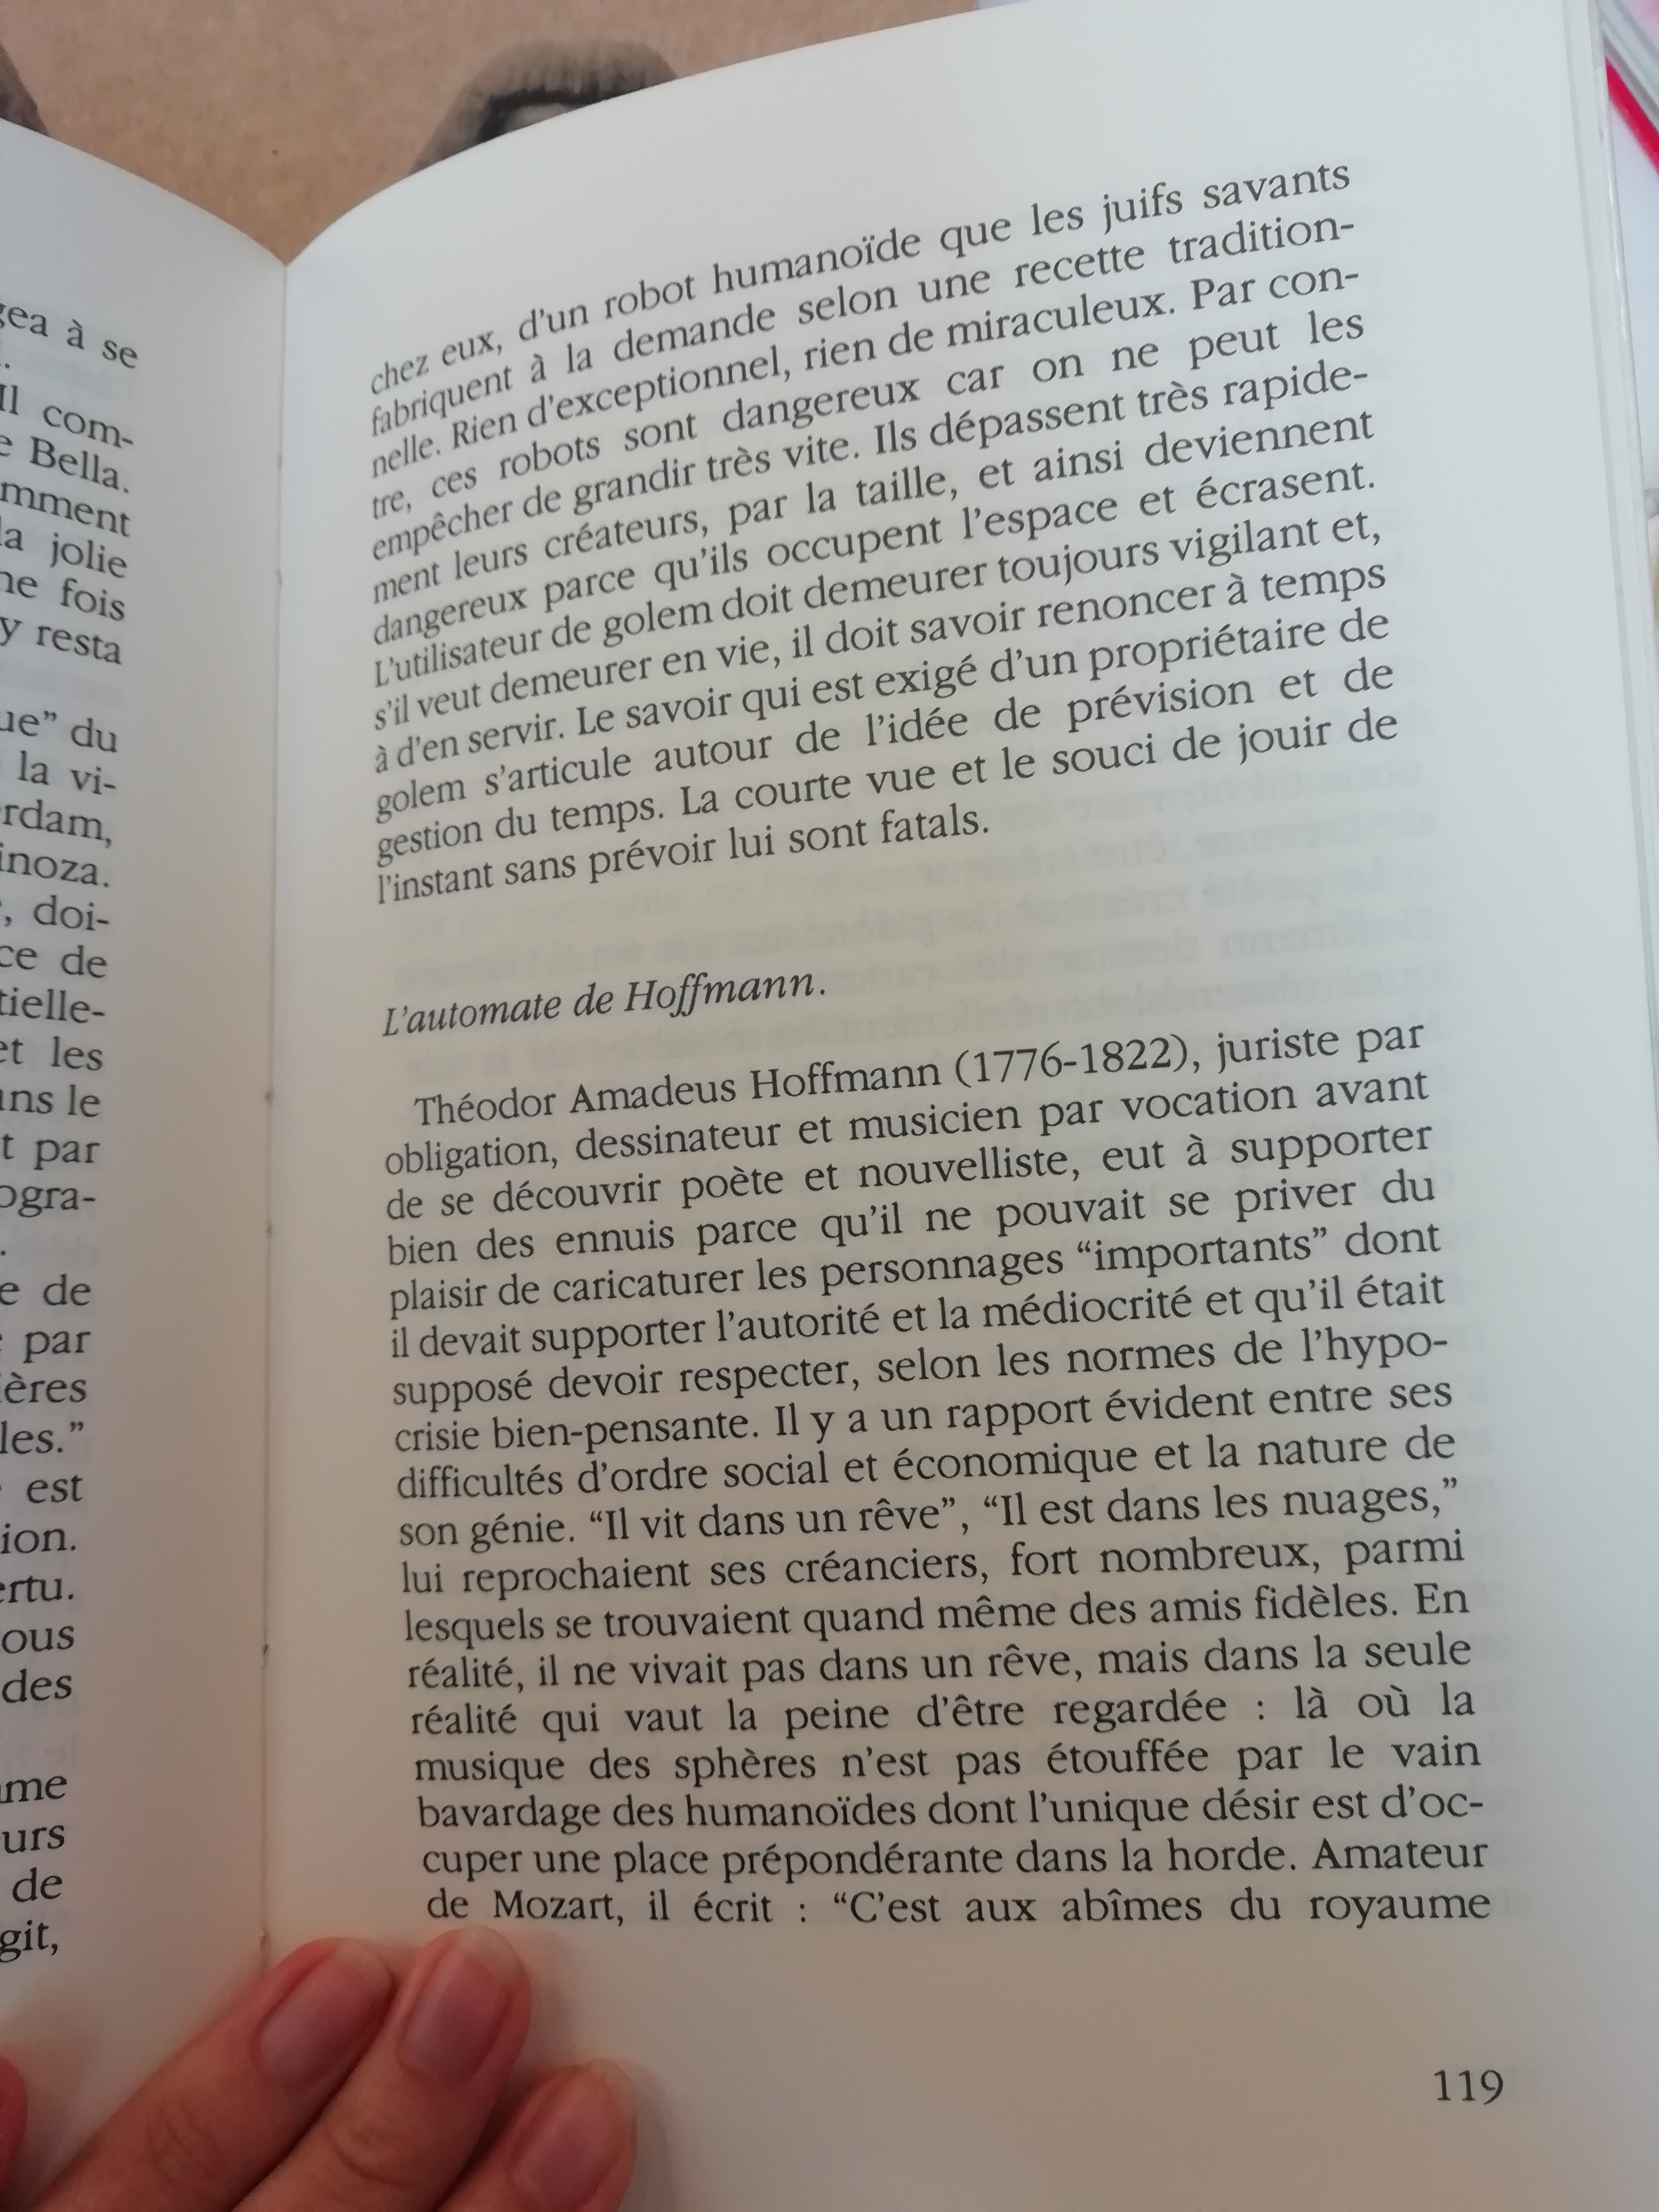 gea à se
Il com-
e Bella.
mment
la jolie
ne fois
y resta
ue” du
la vi-
rdam,
inoza.
, doi-
ce de
tielle-
et les
ans le
t par
ogra-
e de
par
ères
les.”
est
ion.
ertu.
ous
des
me
urs
de
git,
chez eux, d'un robot humanoïde que les juifs savants
fabriquent à la demande selon une recette tradition-
nelle. Rien d'exceptionnel, rien de miraculeux. Par con-
tre, ces robots sont dangereux car on ne peut les
empêcher de grandir très vite. Ils dépassent très rapide-
ment leurs créateurs, par la taille, et ainsi deviennent
dangereux parce qu'ils occupent l'espace et écrasent.
L'utilisateur de golem doit demeurer toujours vigilant et,
s'il veut demeurer en vie, il doit savoir renoncer à temps
à d'en servir. Le savoir qui est exigé d'un propriétaire de
golem s'articule autour de l'idée de prévision et de
gestion du temps. La courte vue et le souci de jouir de
l'instant sans prévoir lui sont fatals.
L'automate de Hoffmann.
Théodor Amadeus Hoffmann (1776-1822), juriste par
obligation, dessinateur et musicien par vocation avant
de se découvrir poète et nouvelliste, eut à supporter
bien des ennuis parce qu'il ne pouvait se priver du
plaisir de caricaturer les personnages “importants” dont
il devait supporter l'autorité et la médiocrité et qu'il était
supposé devoir respecter, selon les normes de l'hypo-
crisie bien-pensante. Il y a un rapport évident entre ses
difficultés d'ordre social et économique et la nature de
son génie. “Il vit dans un rêve”, “Il est dans les nuages,”
lui reprochaient ses créanciers, fort nombreux, parmi
lesquels se trouvaient quand même des amis fidèles. En
réalité, il ne vivait pas dans un rêve, mais dans la seule
réalité qui vaut la peine d'être regardée : là où la
musique des sphères n'est pas étouffée par le vain
bavardage des humanoïdes dont l'unique désir est d'oc-
cuper une place prépondérante dans la horde. Amateur
de Mozart, il écrit : “C'est aux abîmes du royaume
119